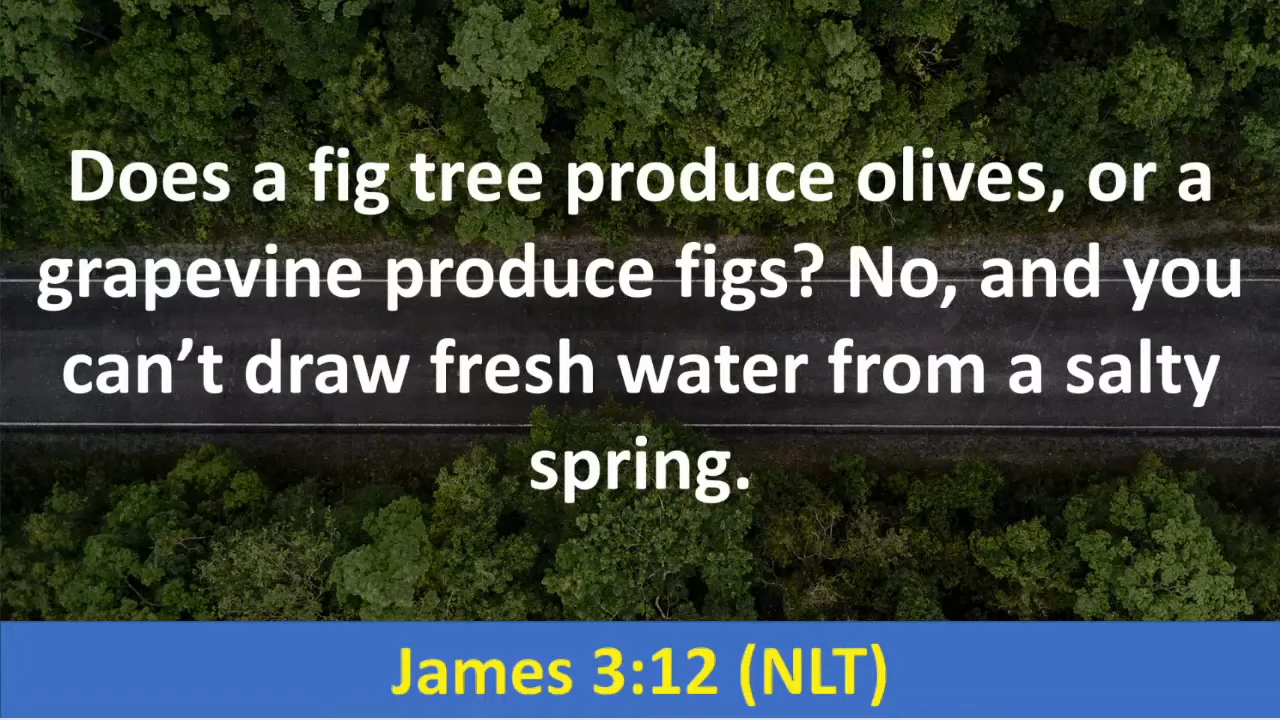 Does a fig tree produce olives, or a
grapevine produce figs? No, and you
can’t draw fresh water from a salty
spring.
James 3:12 (NLT)